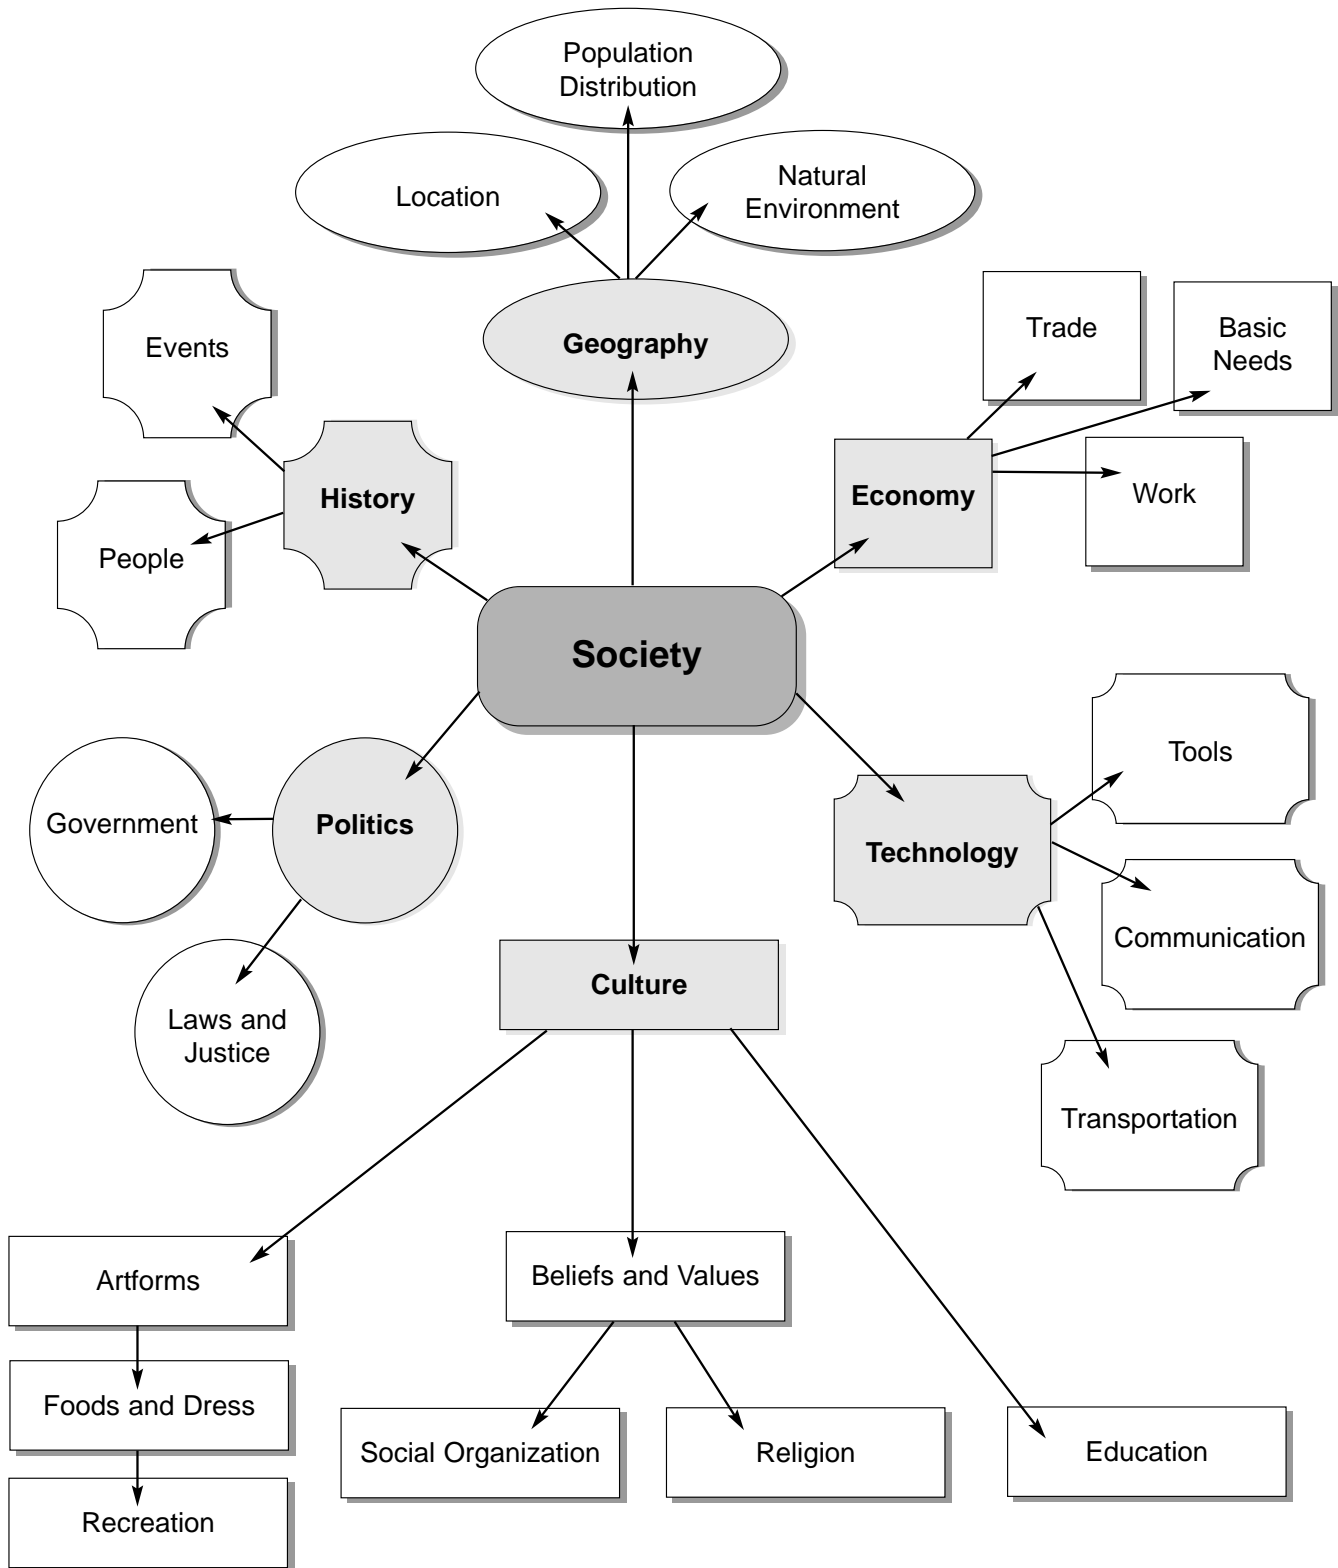 Population
Distribution
Location
Natural
Environment
Geography
Trade
Basic
Needs
Events
History
Economy
Work
People
Society
Tools
Government
Politics
Technology
Communication
Culture
Laws and
Justice
Transportation
Artforms
Beliefs and Values
Foods and Dress
Social Organization
Religion
Education
Recreation